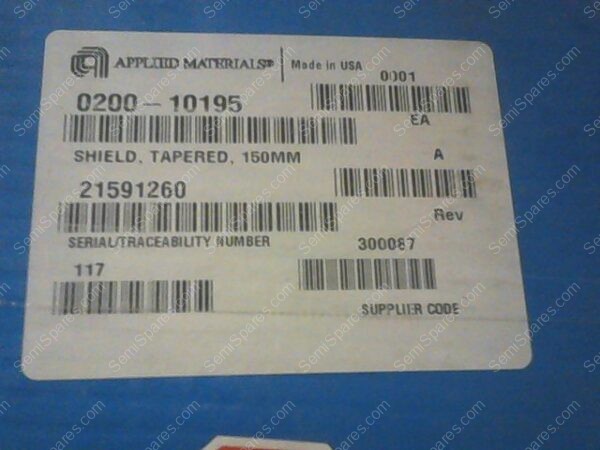 APPLIED MATERIALS® Made in USA
0001
0200-10195
EA
SHIELD, TAPERED, 150MM
A
21591260
Rev
SERIAL/TRACEABILITY NUMBER
300087
117
SUPPLIER CODE
SemiSpares.com